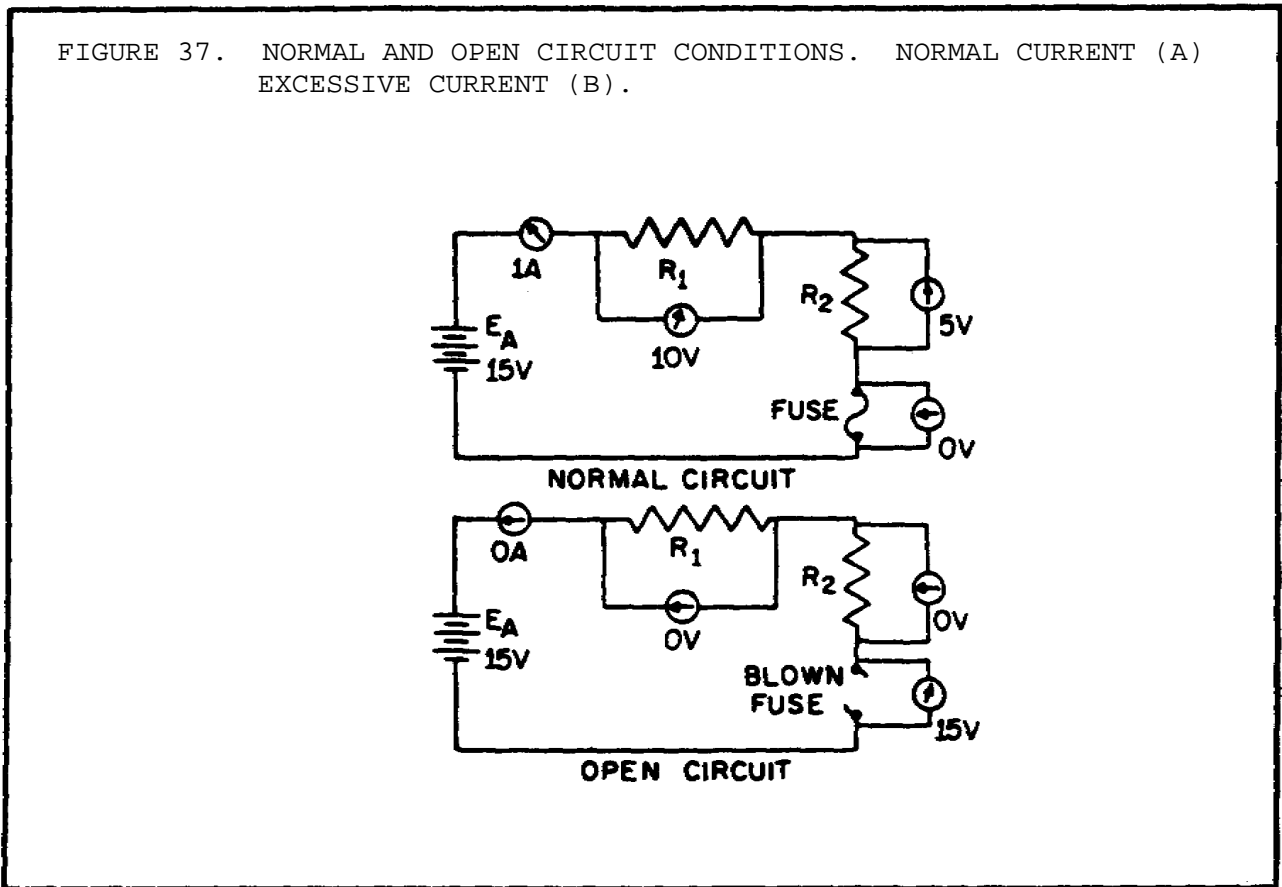 FIGURE 37. NORMAL AND OPEN CIRCUIT CONDITIONS. NORMAL CURRENT (A)
EXCESSIVE CURRENT (B).
1A
R1
10V
R2
5V
EA
15V
FUSE
0V
NORMAL CIRCUIT
0A
R1
0V
R2
0V
EA
15V
BLOWN
FUSE
15V
OPEN CIRCUIT